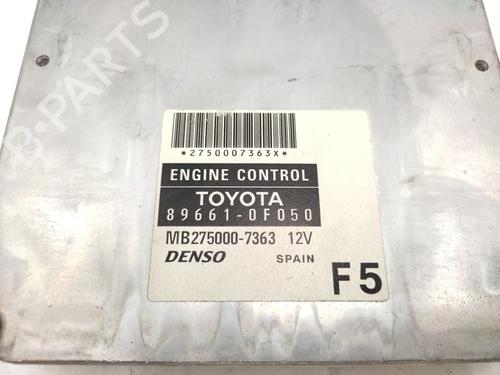 B-PARTS
*2750007363X*
ENGINE CONTROL
TOYOTA
89661-0F050
MB275000-7363 12V
DENSO SPAIN
F5